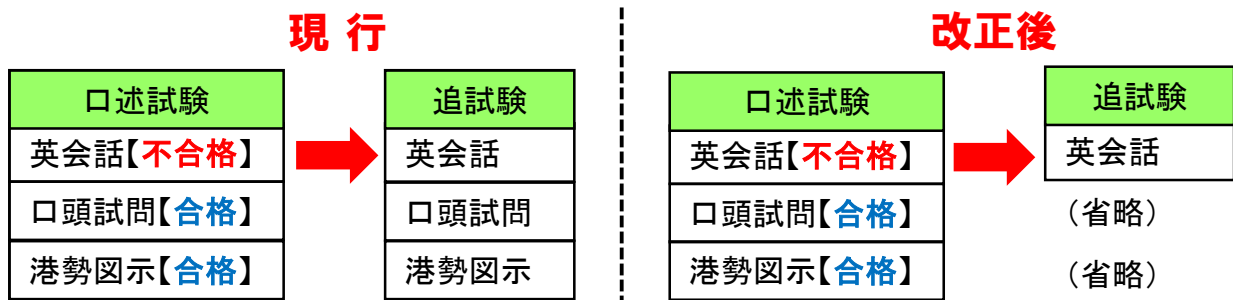 現 行
口述試験
英会話【不合格】
口頭試問【合格】
港勢図示【合格】
追試験
英会話
口頭試問
港勢図示
改正後
口述試験
英会話【不合格】
口頭試問【合格】
港勢図示【合格】
追試験
英会話
（省略）
（省略）